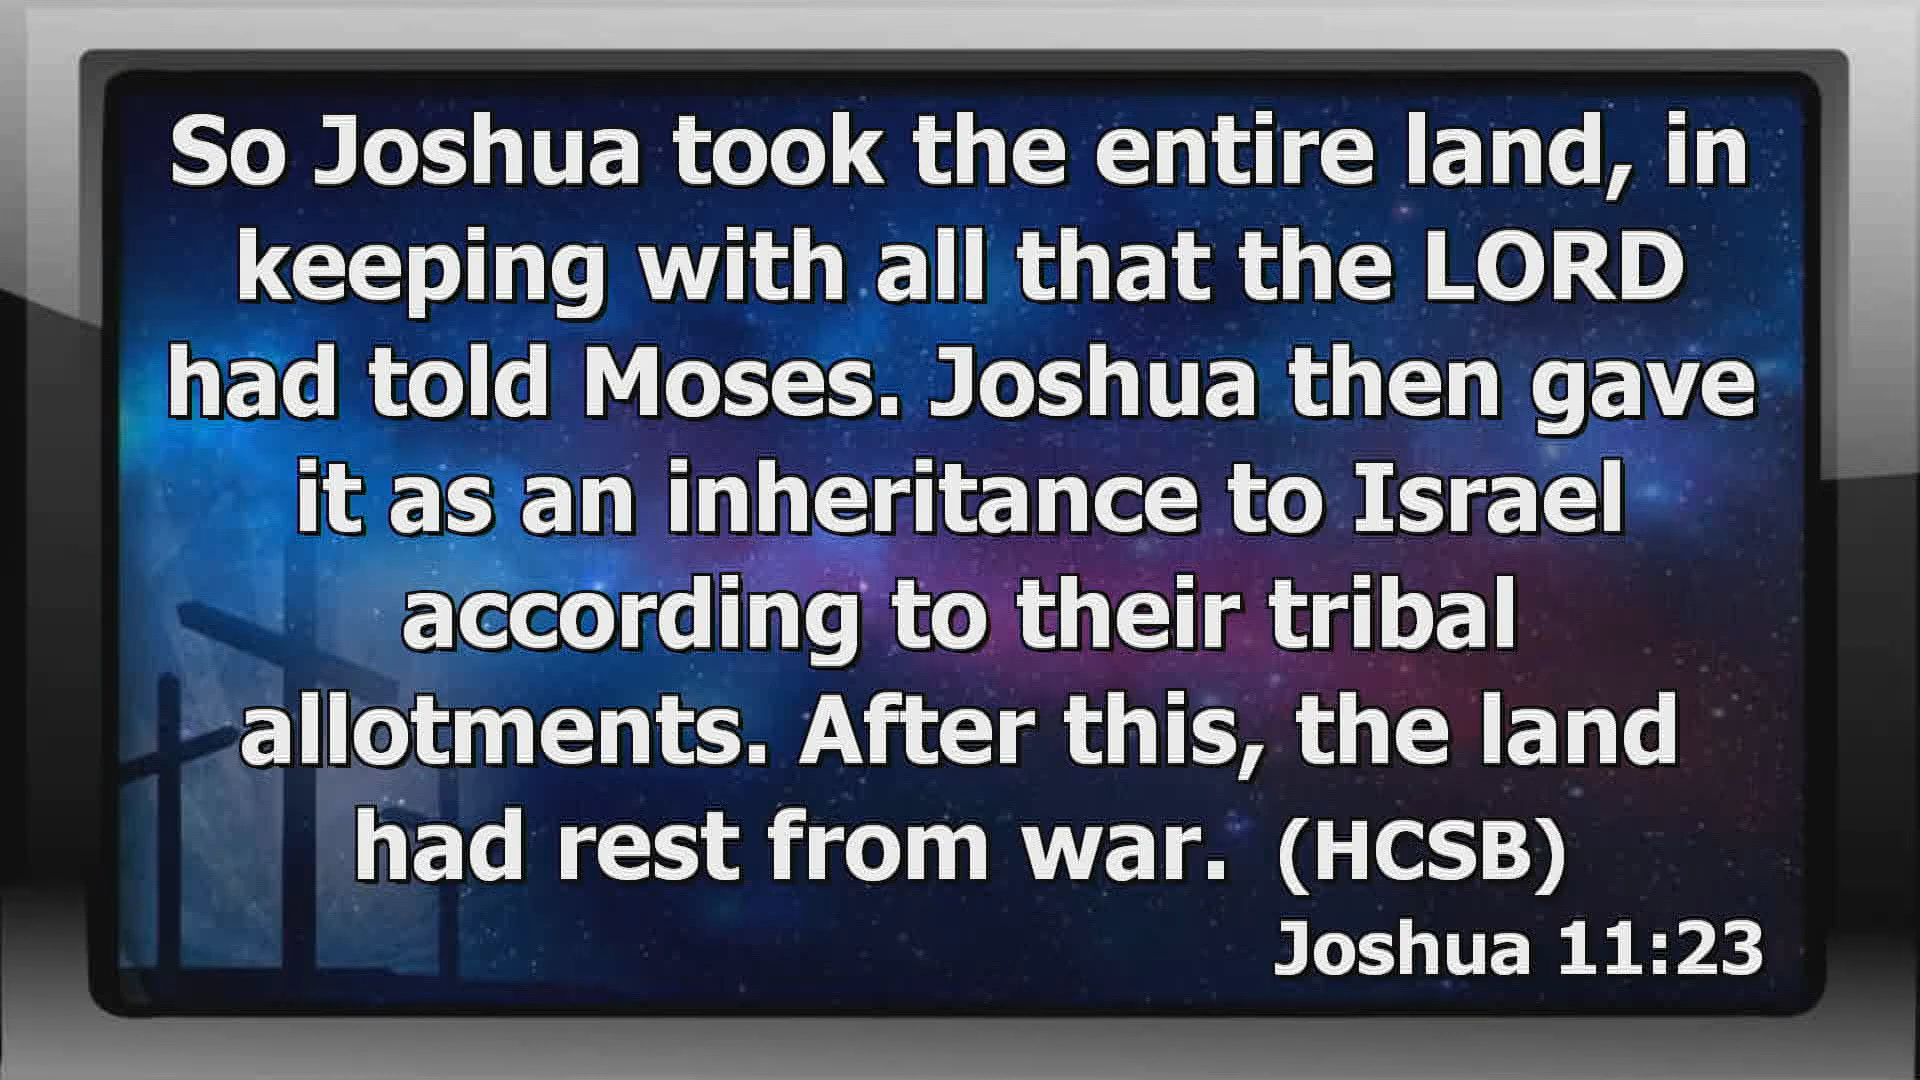 So Joshua took the entire land, in
keeping with all that the LORD
had told Moses. Joshua then gave
it as an inheritance to Israel
according to their tribal
allotments. After this, the land
had rest from war. (HCSB)
Joshua 11:23